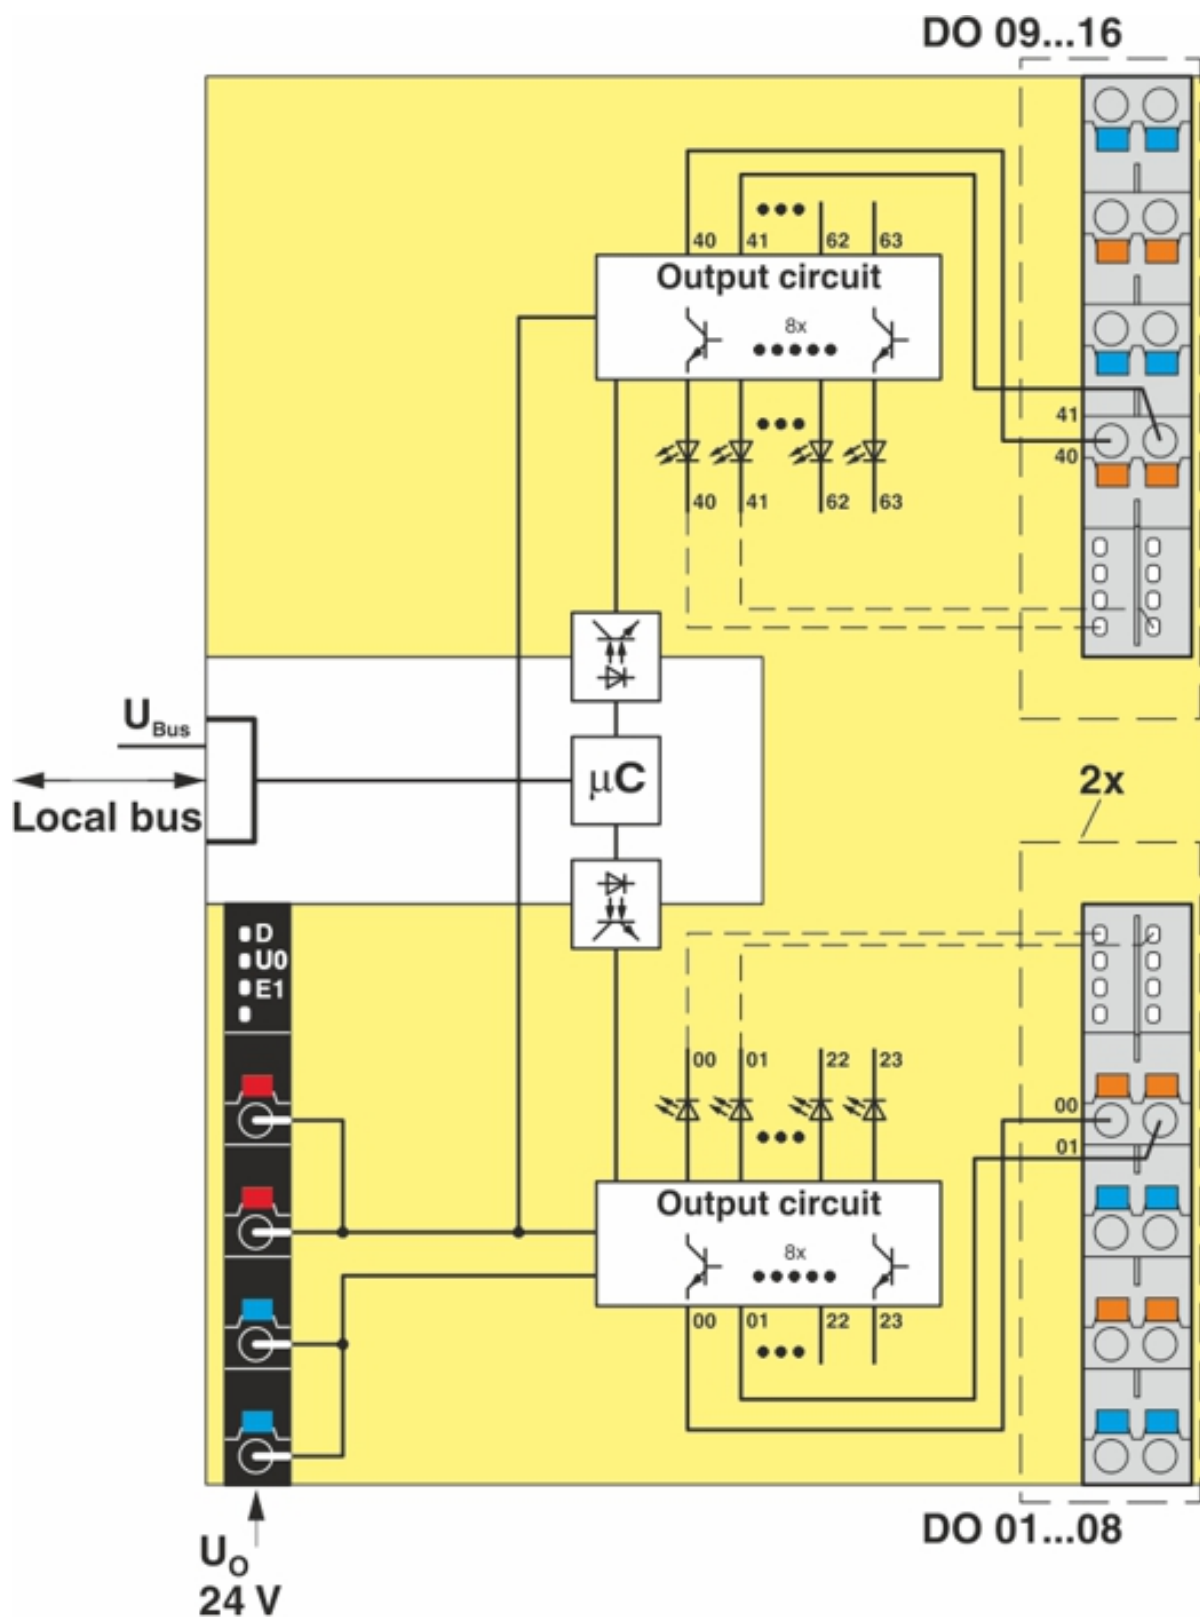 DO 09...16
40 41 62 63
Output circuit
8x
41
40
40 41 62 63
U Bus
Local bus
µC
2x
D
U0
E1
00 01 22 23
00
01
Output circuit
8x
00 01 22 23
DO 01...08
UO
24 V